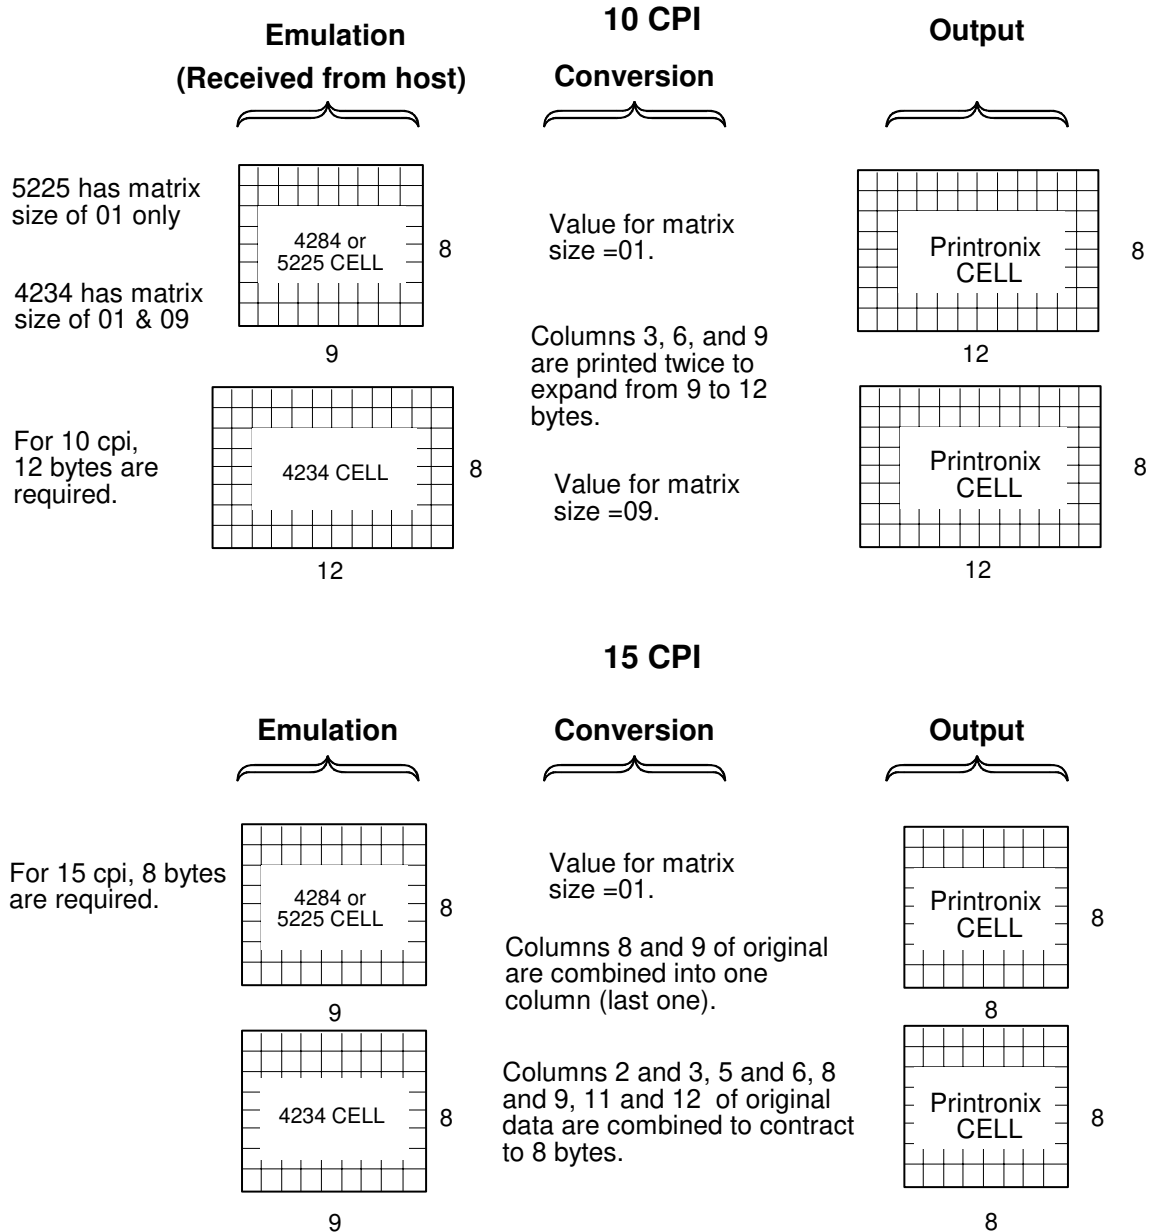 10 CPI
Emulation
(Received from host)
Conversion
Output
5225 has matrix
size of 01 only
4234 has matrix
size of 01 & 09
4284 or
5225 CELL
8
9
Value for matrix
size =01.
Columns 3, 6, and 9
are printed twice to
expand from 9 to 12
bytes.
Printronix
CELL
8
12
For 10 cpi,
12 bytes are
required.
4234 CELL
8
12
Value for matrix
size =09.
Printronix
CELL
8
12
15 CPI
Emulation
Conversion
Output
For 15 cpi, 8 bytes
are required.
4284 or
5225 CELL
8
9
Value for matrix
size =01.
Columns 8 and 9 of original
are combined into one
column (last one).
Printronix
CELL
8
8
4234 CELL
8
9
Columns 2 and 3, 5 and 6, 8
and 9, 11 and 12 of original
data are combined to contract
to 8 bytes.
Printronix
CELL
8
8